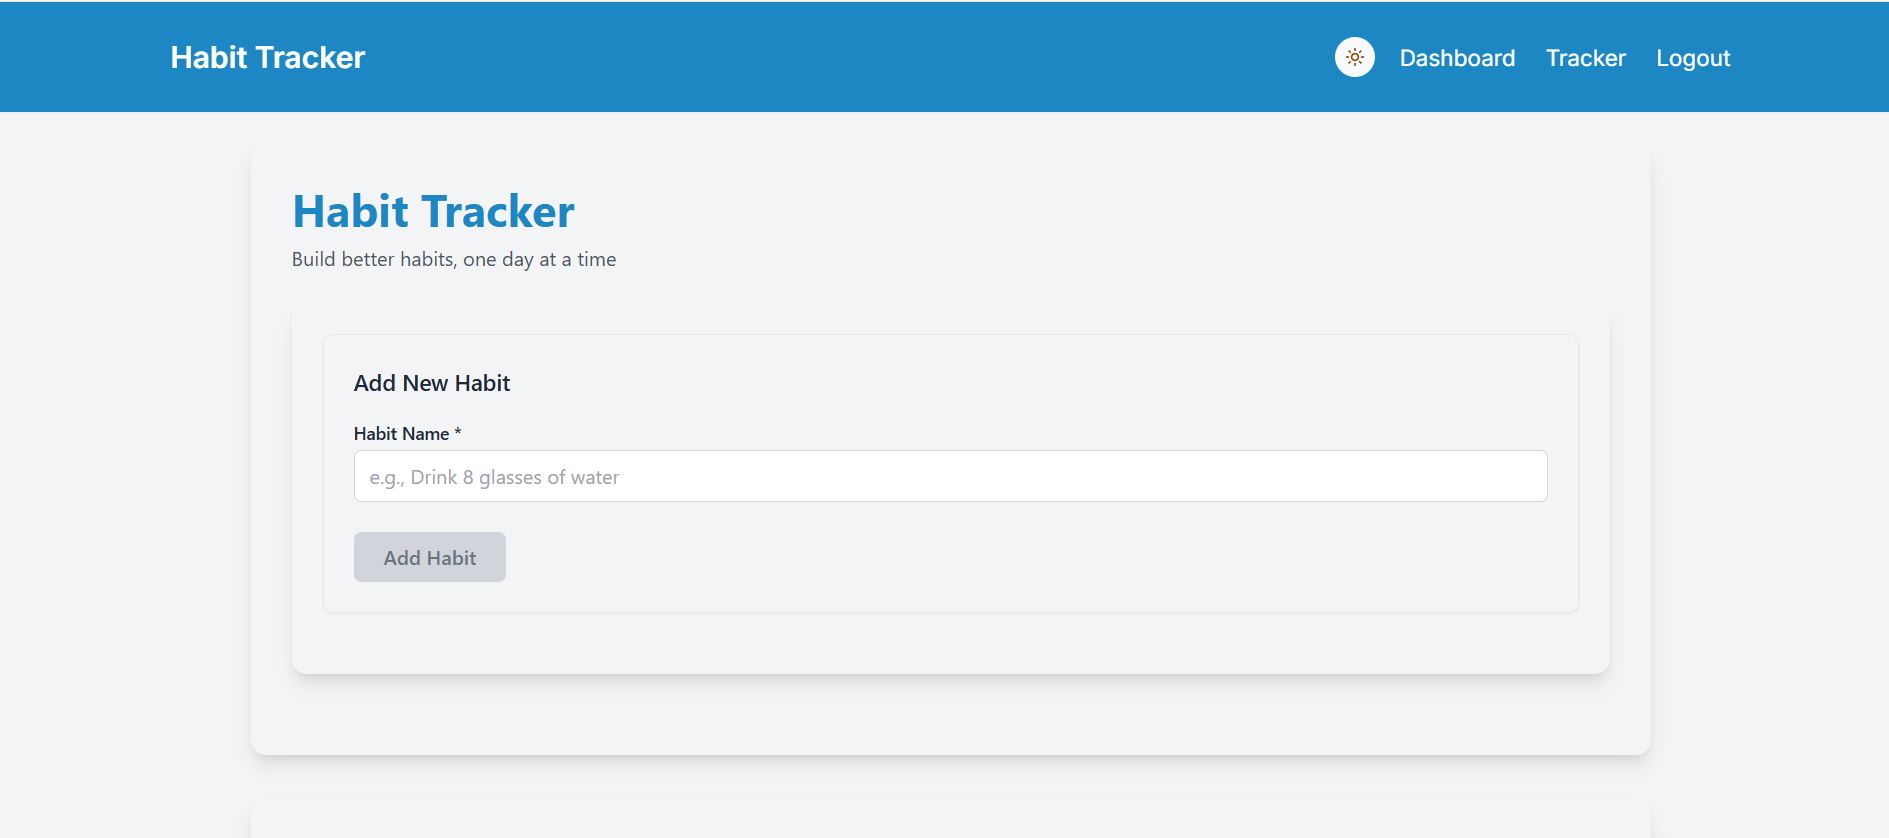 Habit Tracker
Dashboard Tracker Logout
Habit Tracker
Build better habits, one day at a time
Add New Habit
Habit Name *
e.g., Drink 8 glasses of water
Add Habit